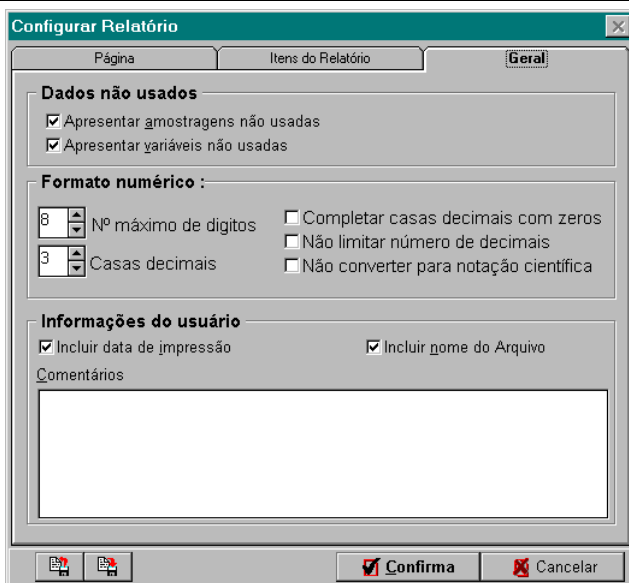 Configurar Relatório
Página Itens do Relatório Geral
Dados não usados
Apresentar amostragens não usadas
Apresentar variáveis não usadas
Formato numérico :
8 Nº máximo de digitos
Completar casas decimais com zeros
Não limitar número de decimais
3 Casas decimais
Não converter para notação científica
Informações do usuário
Incluir data de impressão Incluir nome do Arquivo
Comentários
Confirma Cancelar